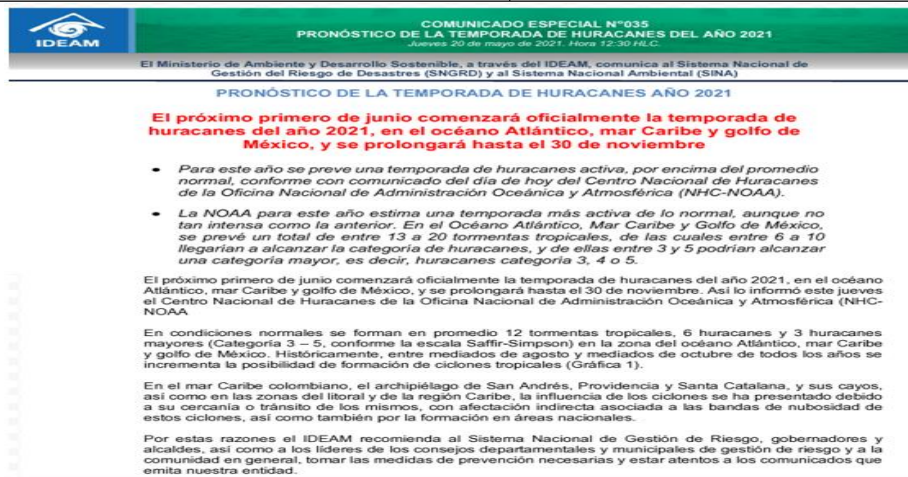 IDEAM
COMUNICADO ESPECIAL N°035
PRONÓSTICO DE LA TEMPORADA DE HURACANES DEL AÑO 2021
Jueves 20 de mayo de 2021. Hora 12:30 HLC.
El Ministerio de Ambiente y Desarrollo Sostenible, a través del IDEAM, comunica al Sistema Nacional de
Gestión del Riesgo de Desastres (SNGRD) y al Sistema Nacional Ambiental (SINA)
PRONÓSTICO DE LA TEMPORADA DE HURACANES AÑO 2021
El próximo primero de junio comenzará oficialmente la temporada de
huracanes del año 2021, en el océano Atlántico, mar Caribe y golfo de
México, y se prolongará hasta el 30 de noviembre
• Para este año se preve una temporada de huracanes activa, por encima del promedio
normal, conforme con comunicado del día de hoy del Centro Nacional de Huracanes
de la Oficina Nacional de Administración Oceánica y Atmosférica (NHC-NOAA).
• La NOAA para este año estima una temporada más activa de lo normal, aunque no
tan intensa como la anterior. En el Océano Atlántico, Mar Caribe y Golfo de México,
se prevé un total de entre 13 a 20 tormentas tropicales, de las cuales entre 6 a 10
llegarían a alcanzar la categoría de huracanes, y de ellas entre 3 y 5 podrían alcanzar
una categoría mayor, es decir, huracanes categoría 3, 4 o 5.
El próximo primero de junio comenzará oficialmente la temporada de huracanes del año 2021, en el océano
Atlántico, mar Caribe y golfo de México, y se prolongará hasta el 30 de noviembre. Así lo informó este jueves
el Centro Nacional de Huracanes de la Oficina Nacional de Administración Oceánica y Atmosférica (NHC-
NOAA
En condiciones normales se forman en promedio 12 tormentas tropicales, 6 huracanes y 3 huracanes
mayores (Categoría 3 – 5, conforme la escala Saffir-Simpson) en la zona del océano Atlántico, mar Caribe
y golfo de México. Históricamente, entre mediados de agosto y mediados de octubre de todos los años se
incrementa la posibilidad de formación de ciclones tropicales (Gráfica 1).
En el mar Caribe colombiano, el archipiélago de San Andrés, Providencia y Santa Catalana, y sus cayos,
así como en las zonas del litoral y de la región Caribe, la influencia de los ciclones se ha presentado debido
a su cercanía o tránsito de los mismos, con afectación indirecta asociada a las bandas de nubosidad de
estos ciclones, así como también por la formación en áreas nacionales.
Por estas razones el IDEAM recomienda al Sistema Nacional de Gestión de Riesgo, gobernadores y
alcaldes, así como a los líderes de los consejos departamentales y municipales de gestión de riesgo y a la
comunidad en general, tomar las medidas de prevención necesarias y estar atentos a los comunicados que
emita nuestra entidad.